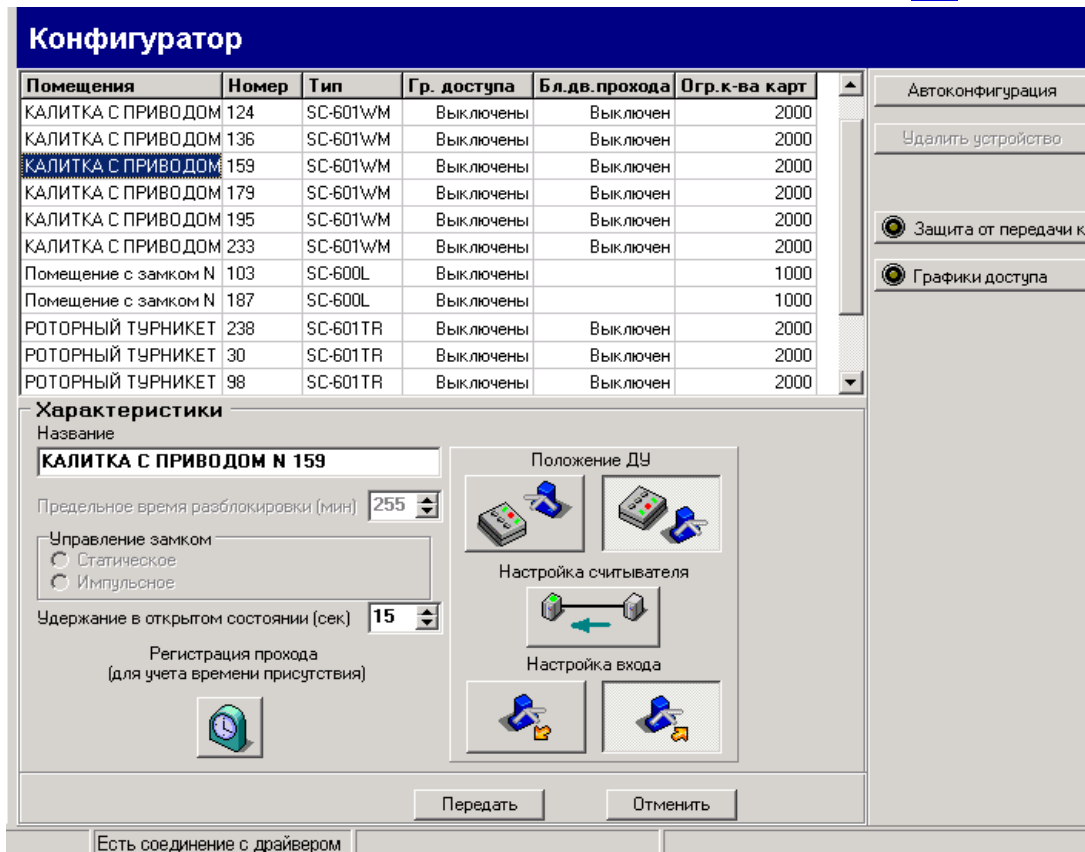 Конфигуратор
Помещения Номер Тип Гр. доступа Бл.дв.прохода Огр.к-ва карт
КАЛИТКА С ПРИВОДОМ 124 SC-601WM Выключены Выключен 2000
КАЛИТКА С ПРИВОДОМ 136 SC-601WM Выключены Выключен 2000
КАЛИТКА С ПРИВОДОМ 159 SC-601WM Выключены Выключен 2000
КАЛИТКА С ПРИВОДОМ 179 SC-601WM Выключены Выключен 2000
КАЛИТКА С ПРИВОДОМ 195 SC-601WM Выключены Выключен 2000
КАЛИТКА С ПРИВОДОМ 233 SC-601WM Выключены Выключен 2000
Помещение с замком N 103 SC-600L Выключены 1000
Помещение с замком N 187 SC-600L Выключены 1000
РОТОРНЫЙ ТУРНИКЕТ 238 SC-601TR Выключены Выключен 2000
РОТОРНЫЙ ТУРНИКЕТ 30 SC-601TR Выключены Выключен 2000
РОТОРНЫЙ ТУРНИКЕТ 98 SC-601TR Выключены Выключен 2000
Автоконфигурация
Удалить устройство
Защита от передачи к
Графики доступа
Характеристики
Название
КАЛИТКА С ПРИВОДОМ N 159
Предельное время разблокировки (мин) 255
Управление замком
Статическое
Импульсное
Удержание в открытом состоянии (сек) 15
Регистрация прохода
(для учета времени присутствия)
Положение ДУ
Настройка считывателя
Настройка входа
Передать Отменить
Есть соединение с драйвером